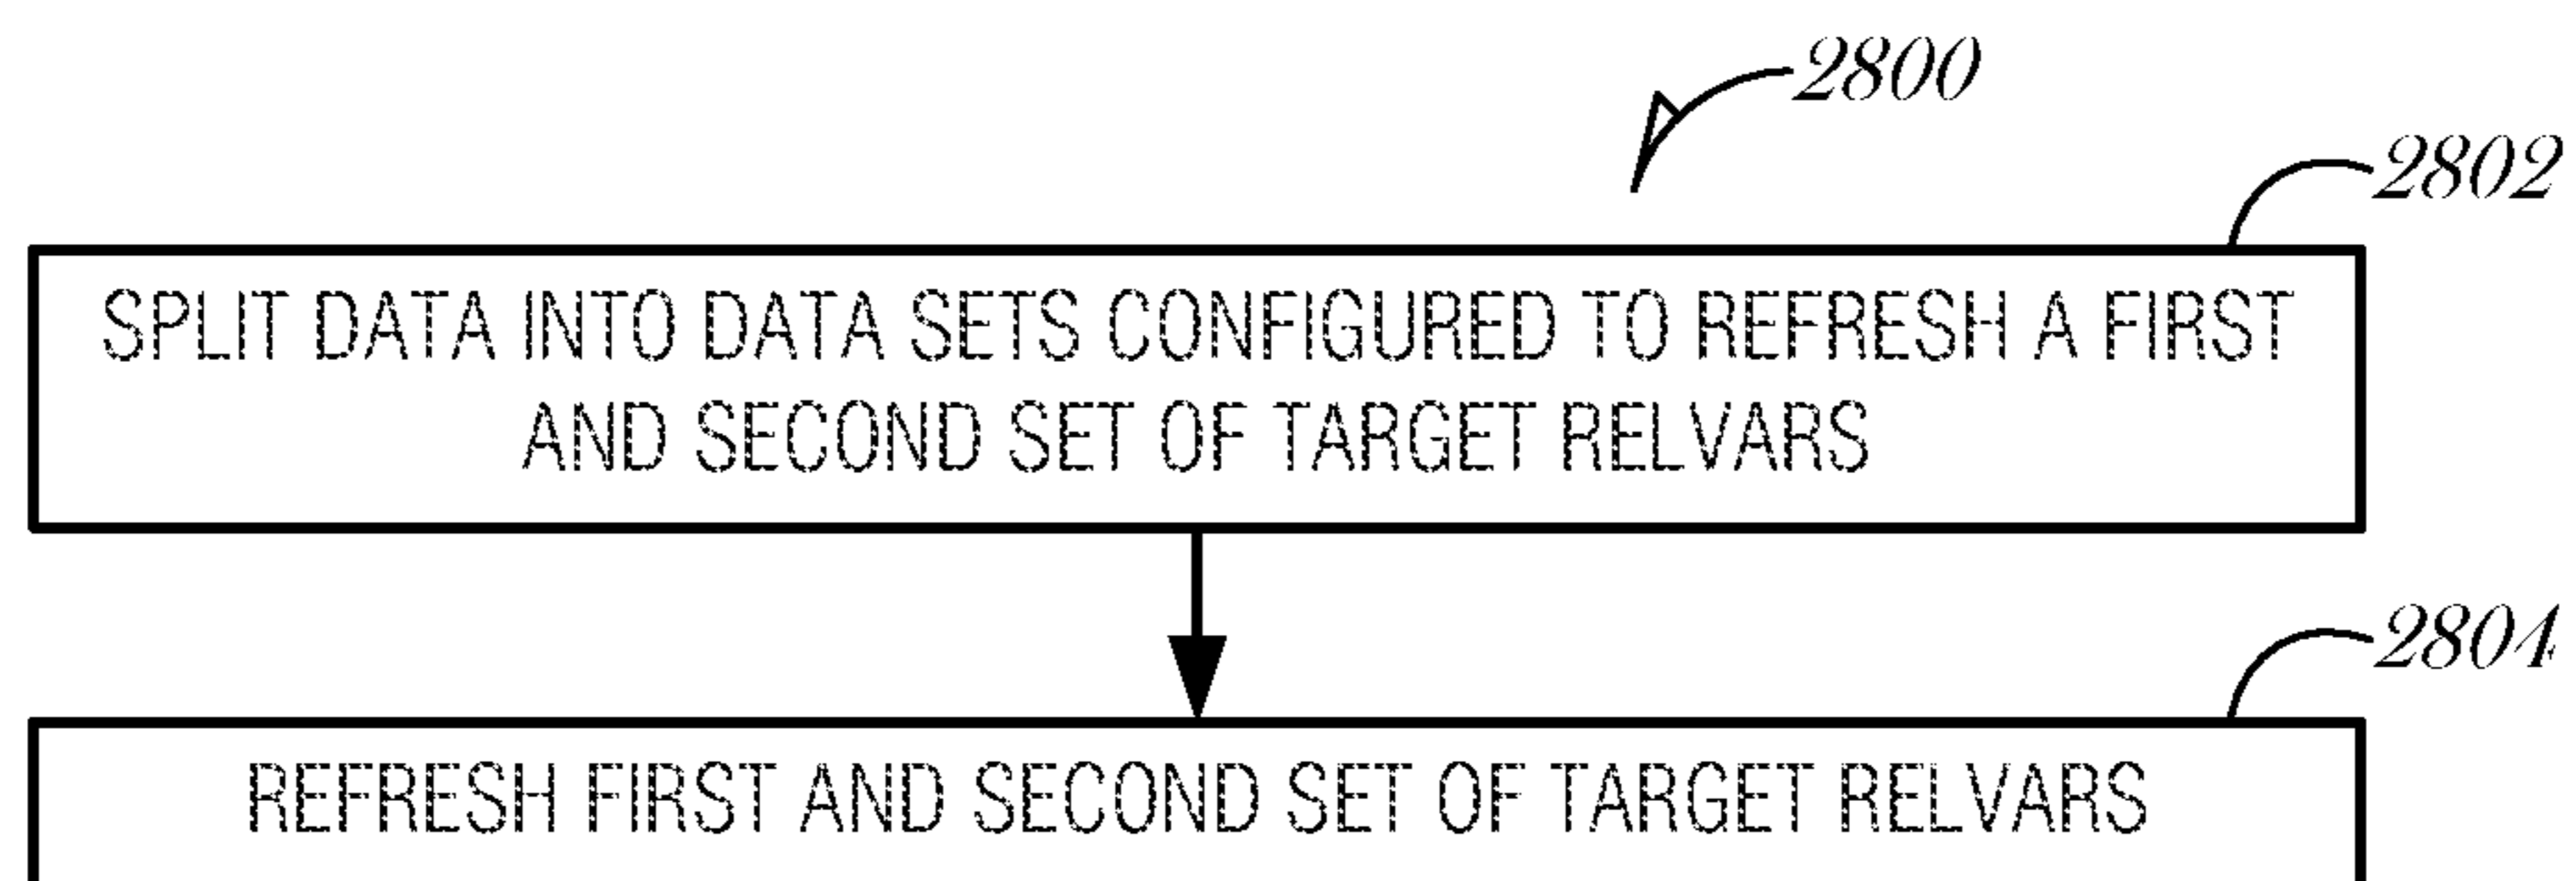 2800
2802
SPLIT DATA INTO DATA SETS CONFIGURED TO REFRESH A FIRST
AND SECOND SET OF TARGET RELVARS
2804
REFRESH FIRST AND SECOND SET OF TARGET RELVARS